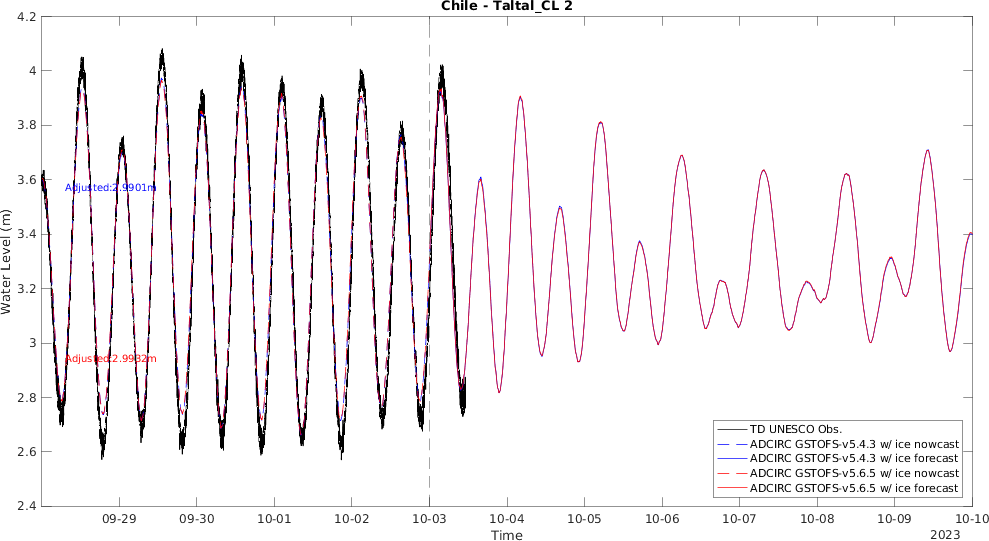 Chile - Taltal_CL 2
4.2
4
3.8
3.6
3.4
3.2
3
2.8
2.6
2.4
Water Level (m)
Adjusted:2.9901m
Adjusted:2.9932m
TD UNESCO Obs.
ADCIRC GSTOFS-v5.4.3 w/ ice nowcast
ADCIRC GSTOFS-v5.4.3 w/ ice forecast
ADCIRC GSTOFS-v5.6.5 w/ ice nowcast
ADCIRC GSTOFS-v5.6.5 w/ ice forecast
09-29 09-30 10-01 10-02 10-03 10-04 10-05 10-06 10-07 10-08 10-09 10-10
Time
2023